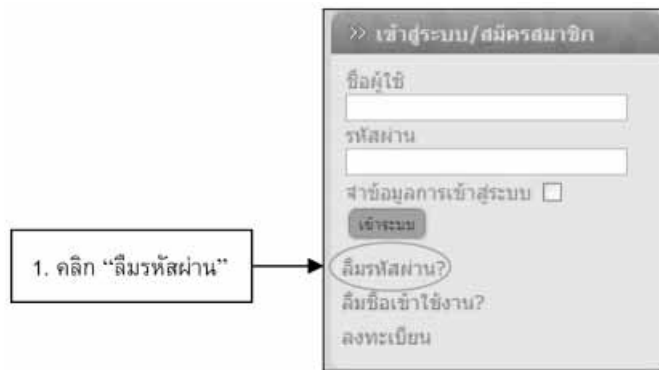 >> เข้าสู่ระบบ/สมัครสมาชิก
ชื่อผู้ใช้
รหัสผ่าน
จำข้อมูลการเข้าสู่ระบบ
เข้าระบบ
1. คลิก “ลืมรหัสผ่าน”
ลืมรหัสผ่าน?
ลืมชื่อเข้าใช้งาน?
ลงทะเบียน